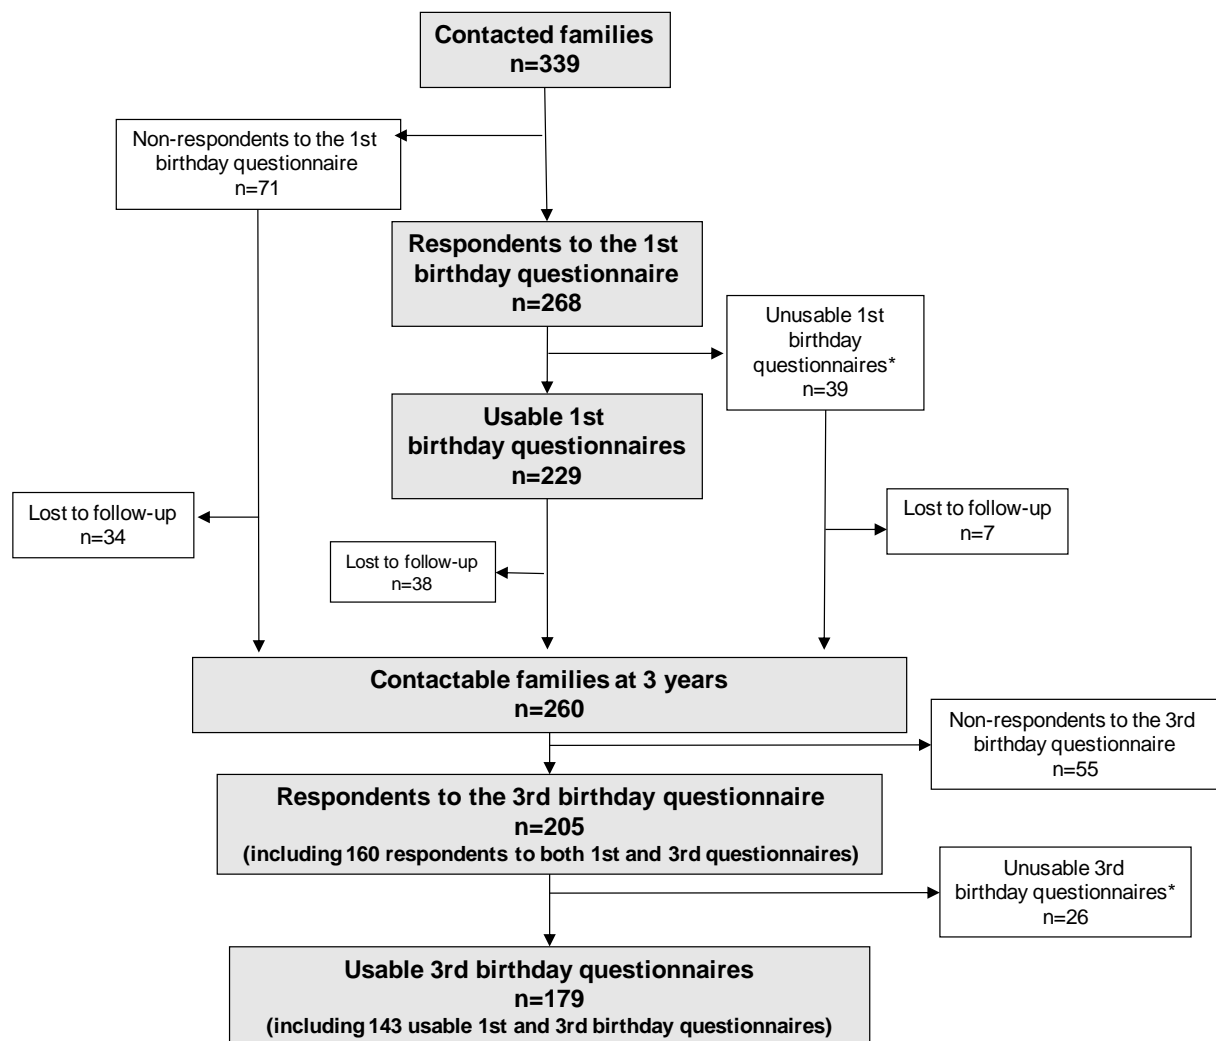 Contacted families
n=339
Non-respondents to the 1st
birthday questionnaire
n=71
Respondents to the 1st
birthday questionnaire
n=268
Unusable 1st
birthday
questionnaires*
n=39
Usable 1st
birthday questionnaires
n=229
Lost to follow-up
n=34
Lost to follow-up
n=38
Lost to follow-up
n=7
Contactable families at 3 years
n=260
Non-respondents to the 3rd
birthday questionnaire
n=55
Respondents to the 3rd birthday questionnaire
n=205
(including 160 respondents to both 1st and 3rd questionnaires)
Unusable 3rd
birthday questionnaires*
n=26
Usable 3rd birthday questionnaires
n=179
(including 143 usable 1st and 3rd birthday questionnaires)